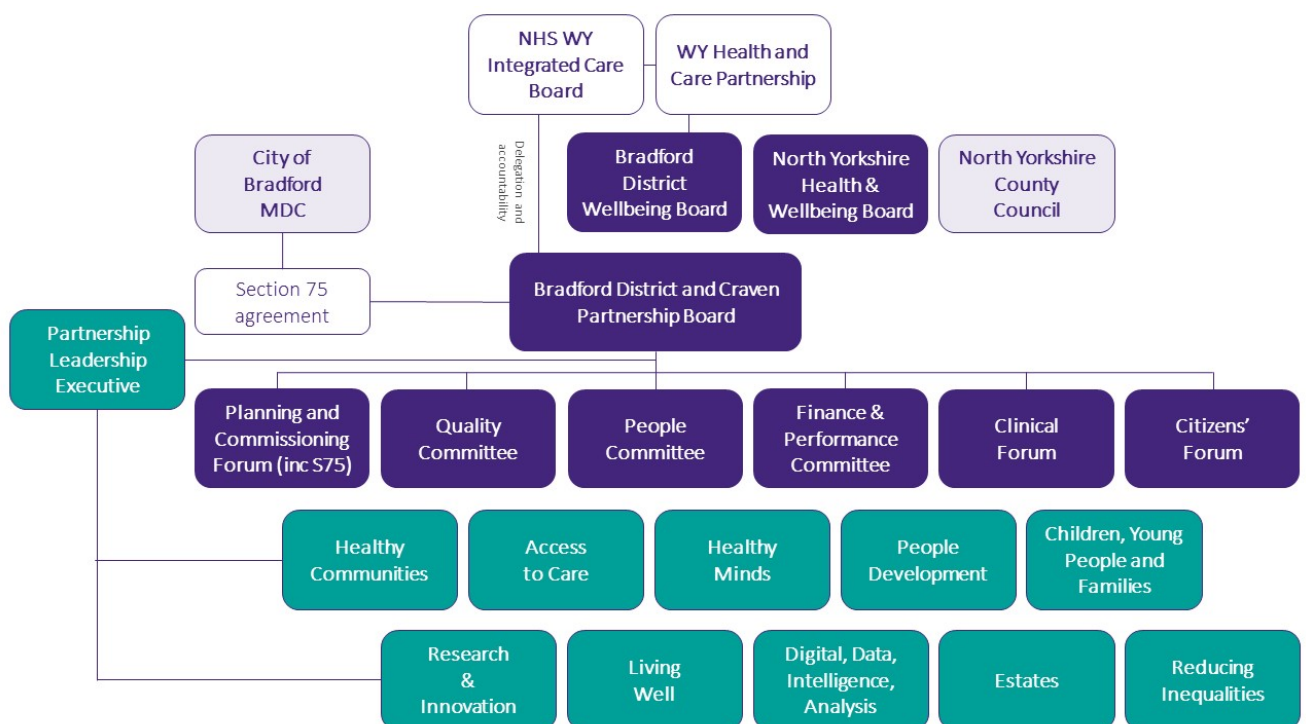 NHS WY
Integrated Care
Board
WY Health and
Care Partnership
Delegation and
accountability
City of
Bradford
MDC
Bradford
District
Wellbeing Board
North Yorkshire
Health &
Wellbeing Board
North Yorkshire
County
Council
Section 75
agreement
Bradford District and Craven
Partnership Board
Partnership
Leadership
Executive
Planning and
Commissioning
Forum (inc S75)
Quality
Committee
People
Committee
Finance &
Performance
Committee
Clinical
Forum
Citizens’
Forum
Healthy
Communities
Access
to Care
Healthy
Minds
People
Development
Children, Young
People and
Families
Research
&
Innovation
Living
Well
Digital, Data,
Intelligence,
Analysis
Estates
Reducing
Inequalities